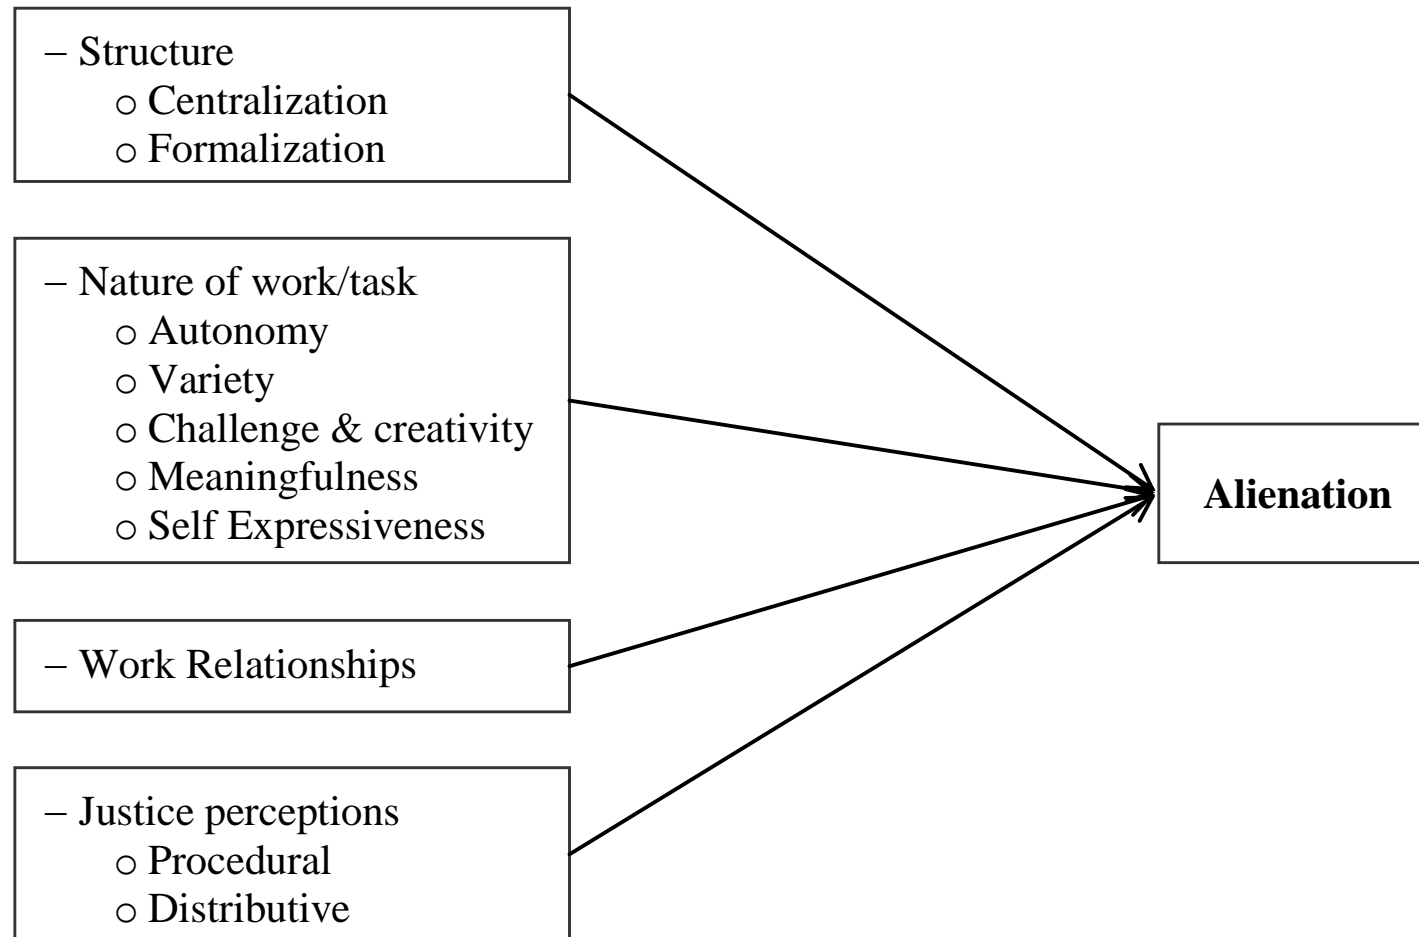 – Structure
o Centralization
o Formalization
– Nature of work/task
o Autonomy
o Variety
o Challenge & creativity
o Meaningfulness
o Self Expressiveness
– Work Relationships
– Justice perceptions
o Procedural
o Distributive
Alienation